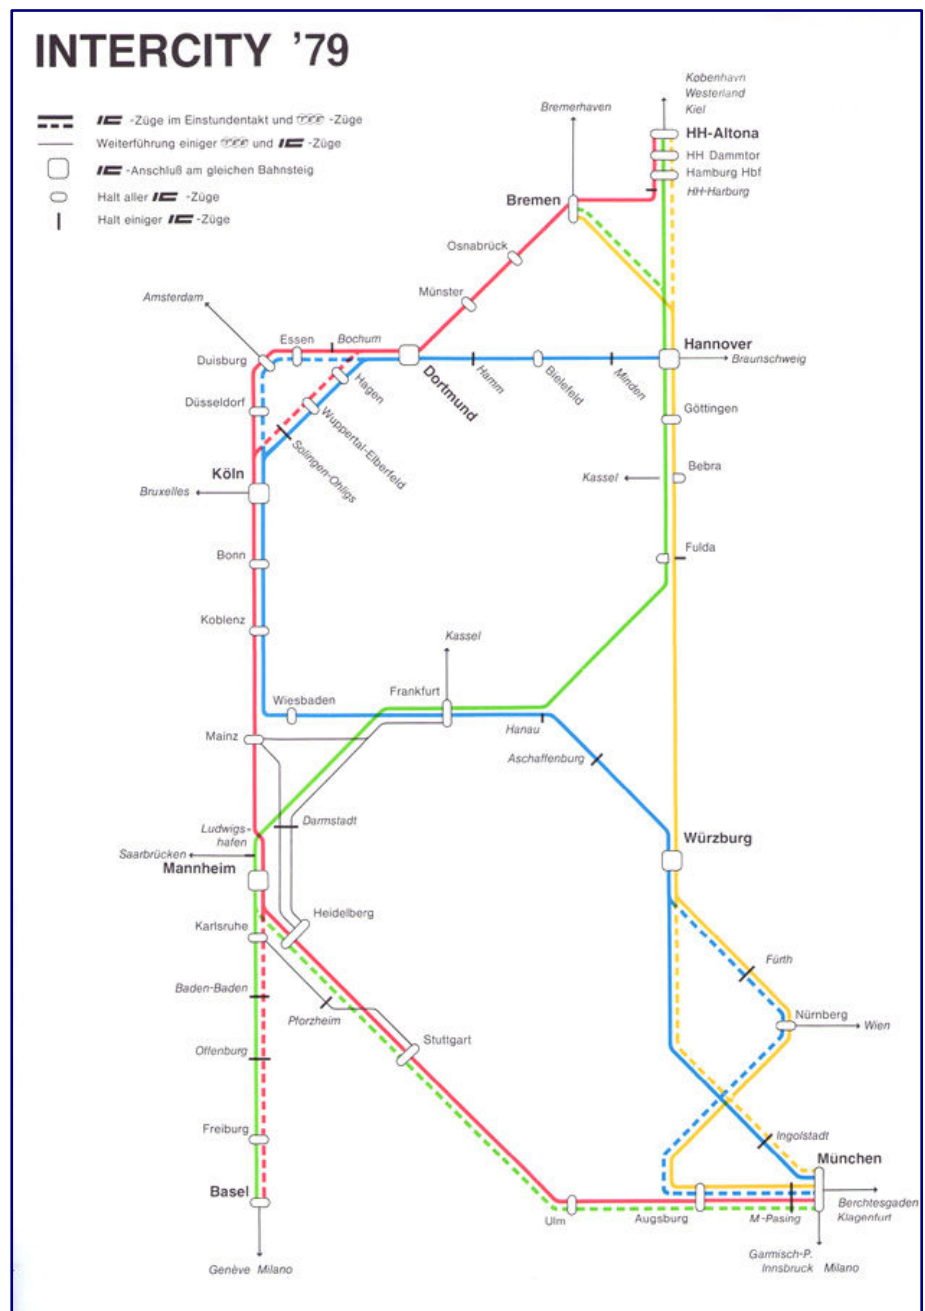 INTERCITY '79
IC -Züge im Einstundentakt und TEE -Züge
Weiterführung einiger TEE und IC -Züge
IC -Anschluß am gleichen Bahnsteig
Halt aller IC -Züge
Halt einiger IC -Züge
København
Westerland
Kiel
Bremerhaven
HH-Altona
HH Dammtor
Hamburg Hbf
HH-Harburg
Bremen
Osnabrück
Münster
Amsterdam
Essen
Bochum
Duisburg
Hannover
Braunschweig
Hagen
Dortmund
Hamm
Bielefeld
Minden
Düsseldorf
Wuppertal-Elberfeld
Göttingen
Solingen-Ohligs
Köln
Bebra
Kassel
Bruxelles
Bonn
Fulda
Koblenz
Kassel
Frankfurt
Wiesbaden
Hanau
Mainz
Aschaffenburg
Darmstadt
Ludwigs-
hafen
Saarbrücken
Mannheim
Würzburg
Heidelberg
Karlsruhe
Fürth
Baden-Baden
Pforzheim
Nürnberg
Wien
Stuttgart
Offenburg
Freiburg
Ingolstadt
München
Basel
Berchtesgaden
Klagenfurt
Ulm
Augsburg
M-Pasing
Garmisch-P.
Innsbruck
Milano
Genève
Milano